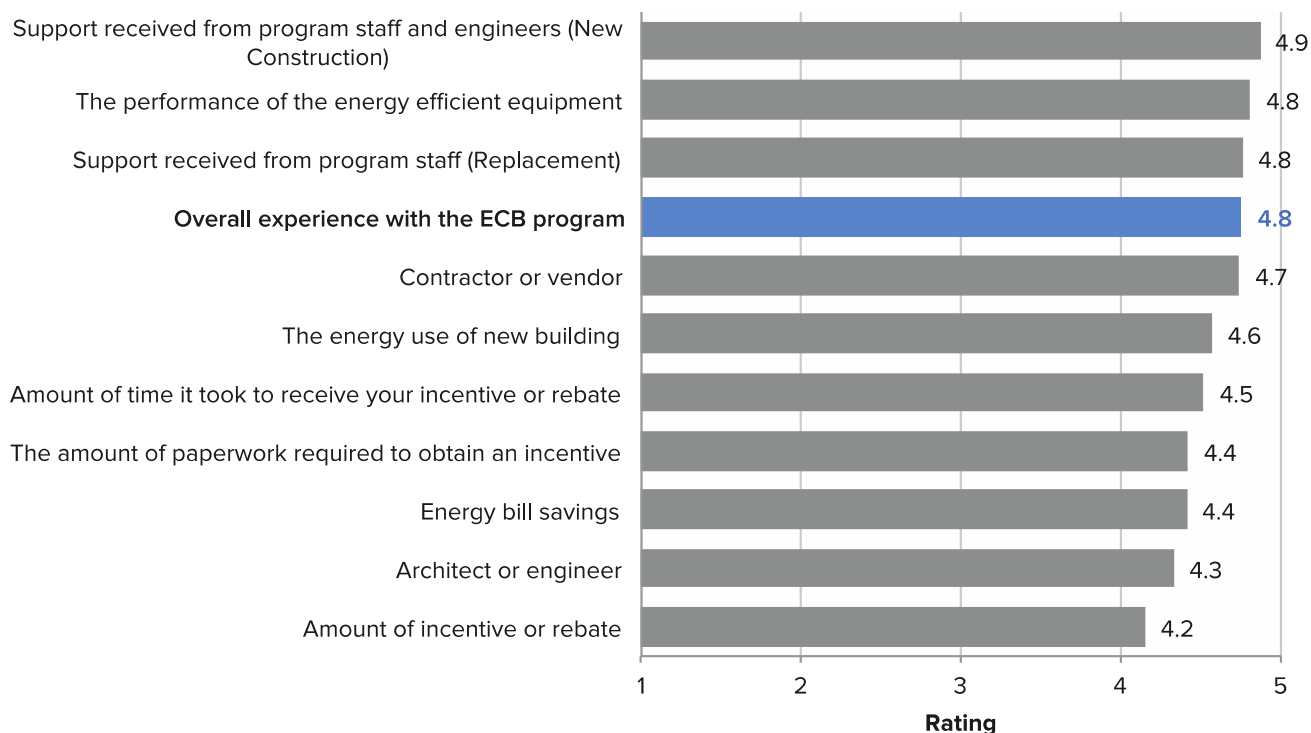 Support received from program staff and engineers (New
Construction)
4.9
The performance of the energy efficient equipment
4.8
Support received from program staff (Replacement)
4.8
Overall experience with the ECB program
4.8
Contractor or vendor
4.7
The energy use of new building
4.6
Amount of time it took to receive your incentive or rebate
4.5
The amount of paperwork required to obtain an incentive
4.4
Energy bill savings
4.4
Architect or engineer
4.3
Amount of incentive or rebate
4.2
1 2 3 4 5
Rating